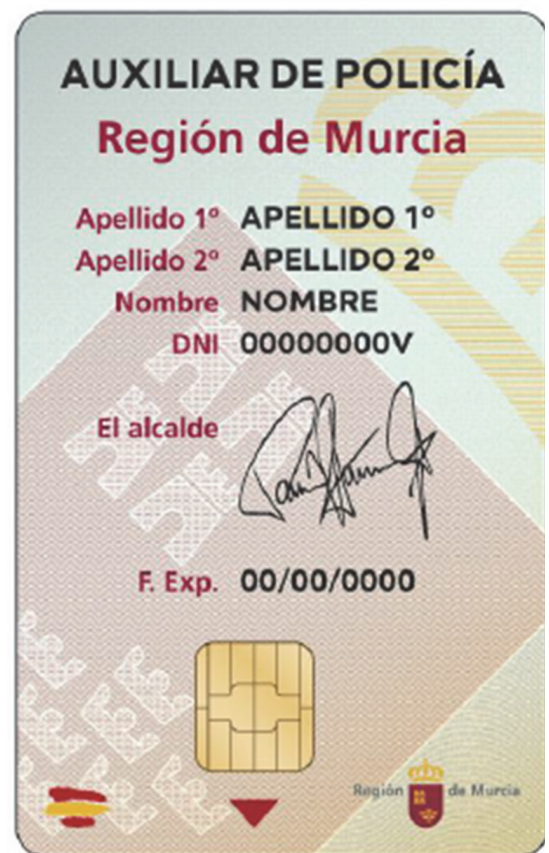 AUXILIAR DE POLICÍA
Región de Murcia
Apellido 1º APELLIDO 1º
Apellido 2º APELLIDO 2º
Nombre NOMBRE
DNI 00000000V
El alcalde
F. Exp. 00/00/0000
Región de Murcia